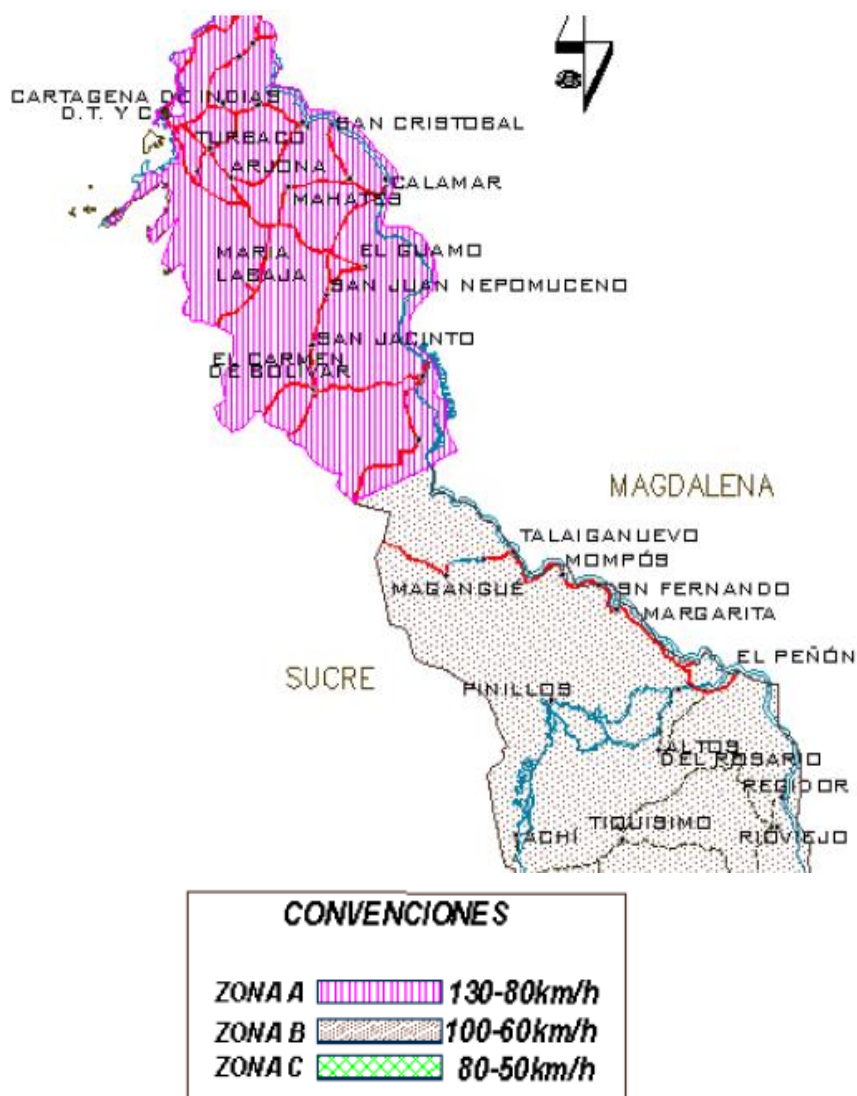 CARTAGENA DE INDIAS
D.T. Y C.
SAN CRISTOBAL
TURBACO
ARJONA
CALAMAR
MAHATES
MARIA
LABAJA
EL GUAMO
SAN JUAN NEPOMUCENO
SAN JACINTO
EL CARMEN
DE BOLIVAR
MAGDALENA
TALAIGANUEVO
MOMPÓS
MAGANGUÉ
SN FERNANDO
MARGARITA
EL PEÑÓN
SUCRE
PINILLOS
ALTOS
DEL ROSARIO
REGIDOR
TIQUISIMO
ACHÍ
RIOVIEJO
CONVENCIONES
ZONA A 130-80km/h
ZONA B 100-60km/h
ZONA C 80-50km/h